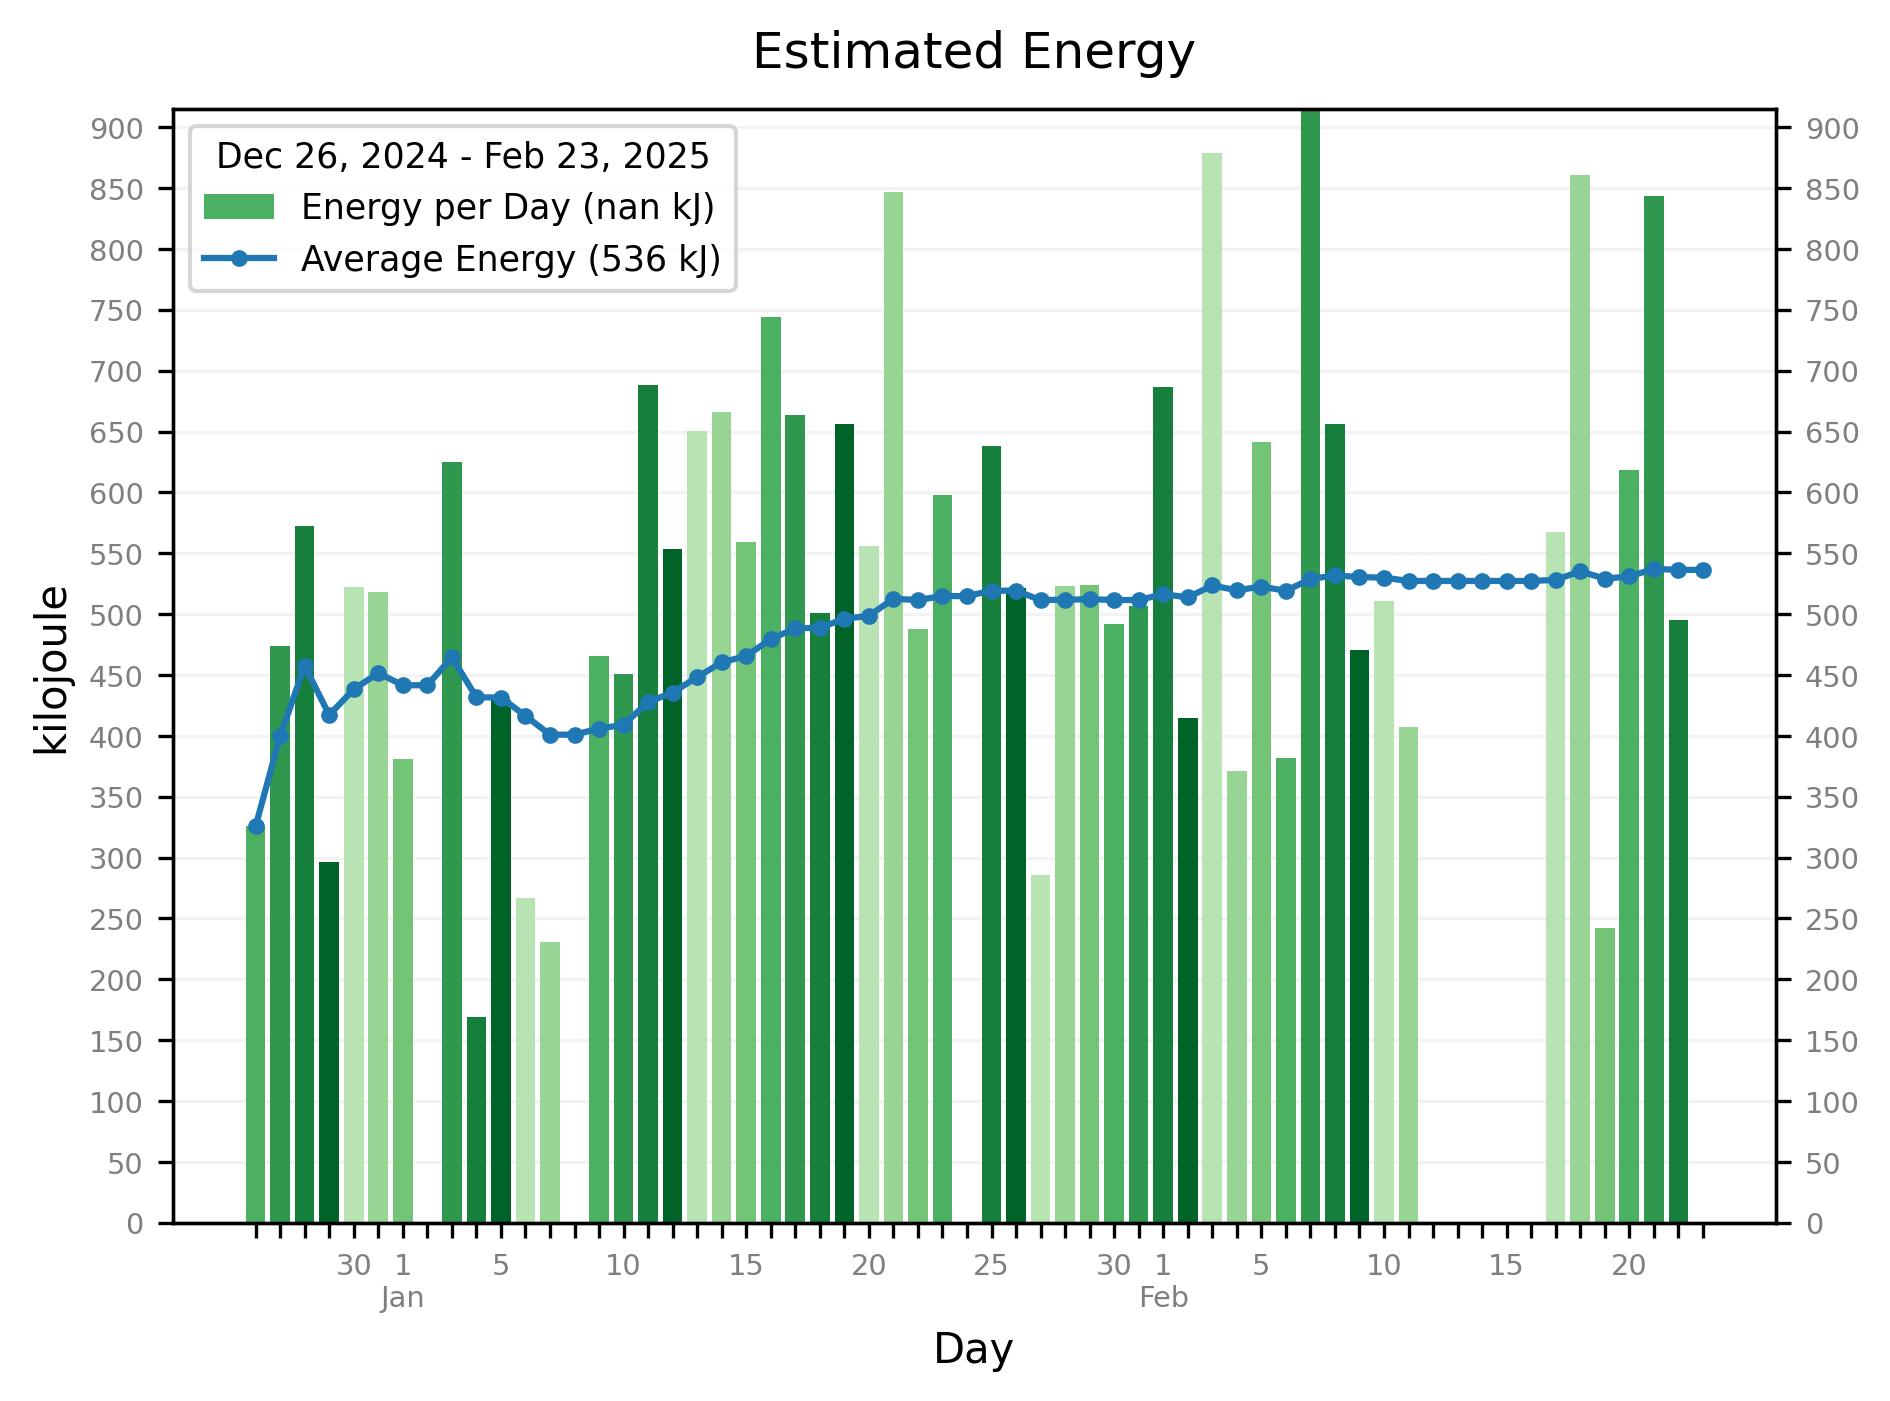 Estimated Energy
Dec 26, 2024 - Feb 23, 2025
Energy per Day (nan kJ)
Average Energy (536 kJ)
900 900
850 850
800 800
750 750
700 700
650 650
600 600
550 550
500 500
450 450
400 400
350 350
300 300
250 250
200 200
150 150
100 100
50 50
0 0
kilojoule
30 1 5 10 15 20 25 30 1 5 10 15 20
Jan Feb
Day